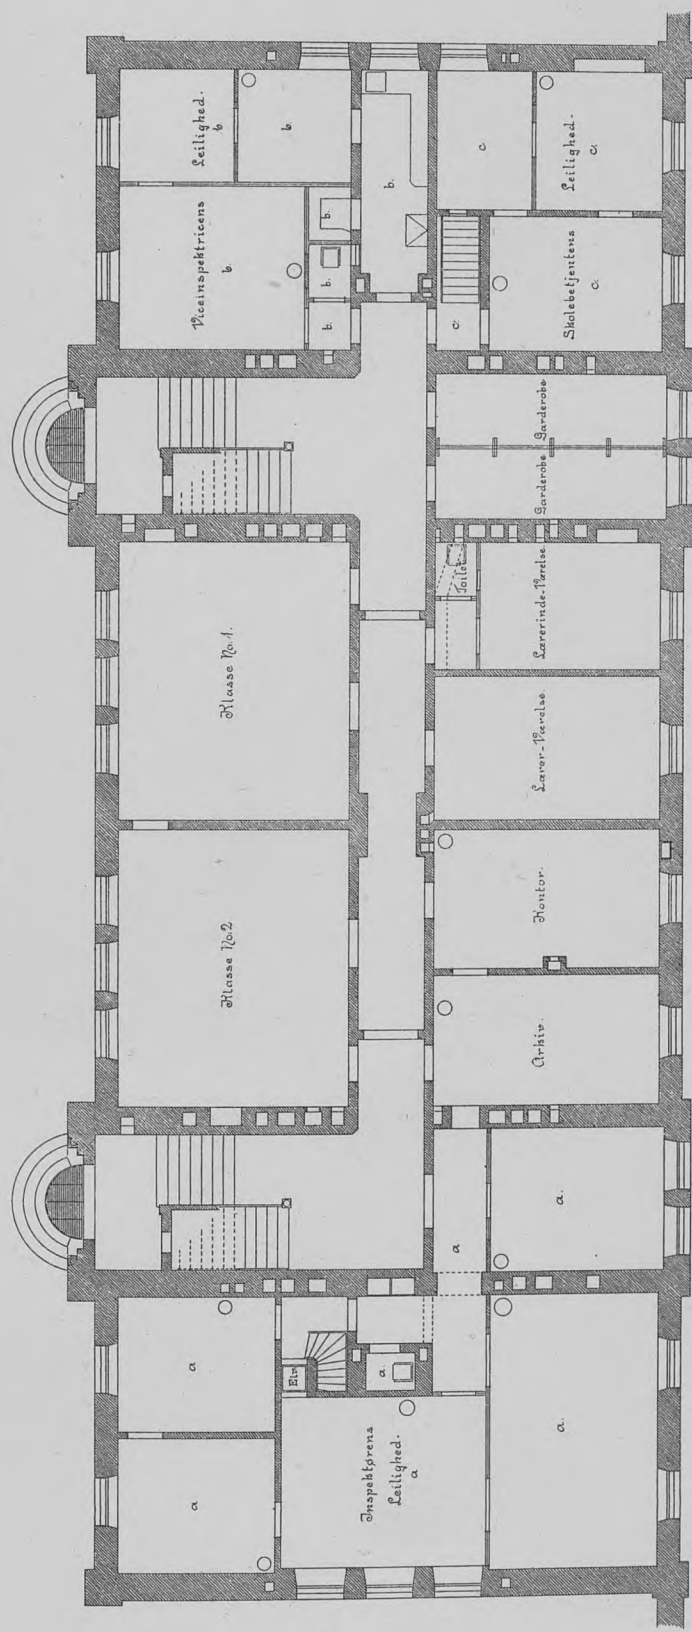 Leilighed.
b
b.
b.
c
Leilighed.
c.
Viceinspektricens
b.
b.
b.
b.
c.
Skolebetjentens
c.
Garderobe
Garderobe
Klasse No:1.
Toilet
Lærerinde-Værelse.
Lærer-Værelse.
Klasse No:2
Kontor.
Arkiv.
a
a.
a
Elv.
a.
a
Inspektørens
Leilighed.
a
a.